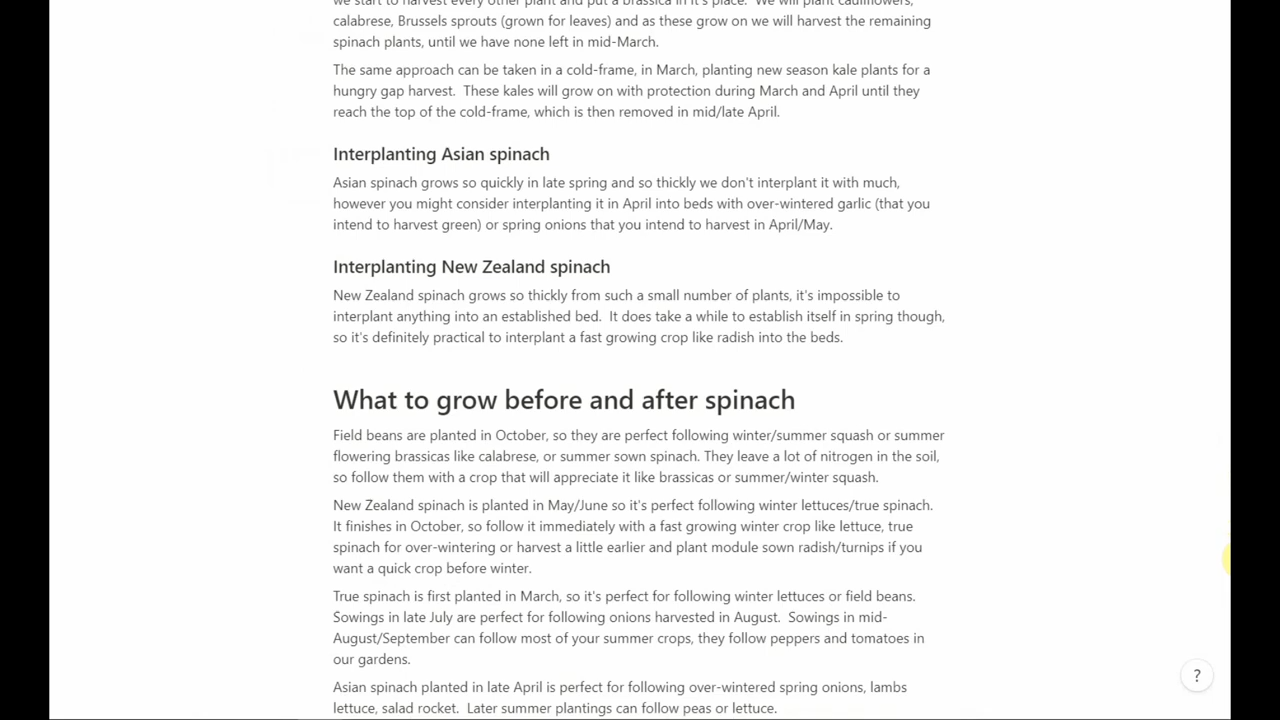 we start to harvest every other plant and put a brassica in it's place.  We will plant cauliflowers,
calabrese, Brussels sprouts (grown for leaves) and as these grow on we will harvest the remaining
spinach plants, until we have none left in mid-March.
The same approach can be taken in a cold-frame, in March, planting new season kale plants for a
hungry gap harvest.  These kales will grow on with protection during March and April until they
reach the top of the cold-frame, which is then removed in mid/late April.
Interplanting Asian spinach
Asian spinach grows so quickly in late spring and so thickly we don't interplant it with much,
however you might consider interplanting it in April into beds with over-wintered garlic (that you
intend to harvest green) or spring onions that you intend to harvest in April/May.
Interplanting New Zealand spinach
New Zealand spinach grows so thickly from such a small number of plants, it's impossible to
interplant anything into an established bed.  It does take a while to establish itself in spring though,
so it's definitely practical to interplant a fast growing crop like radish into the beds.
What to grow before and after spinach
Field beans are planted in October, so they are perfect following winter/summer squash or summer
flowering brassicas like calabrese, or summer sown spinach. They leave a lot of nitrogen in the soil,
so follow them with a crop that will appreciate it like brassicas or summer/winter squash.
New Zealand spinach is planted in May/June so it's perfect following winter lettuces/true spinach.
It finishes in October, so follow it immediately with a fast growing winter crop like lettuce, true
spinach for over-wintering or harvest a little earlier and plant module sown radish/turnips if you
want a quick crop before winter.
True spinach is first planted in March, so it's perfect for following winter lettuces or field beans.
Sowings in late July are perfect for following onions harvested in August.  Sowings in mid-
August/September can follow most of your summer crops, they follow peppers and tomatoes in
our gardens.
Asian spinach planted in late April is perfect for following over-wintered spring onions, lambs
lettuce, salad rocket.  Later summer plantings can follow peas or lettuce.
?